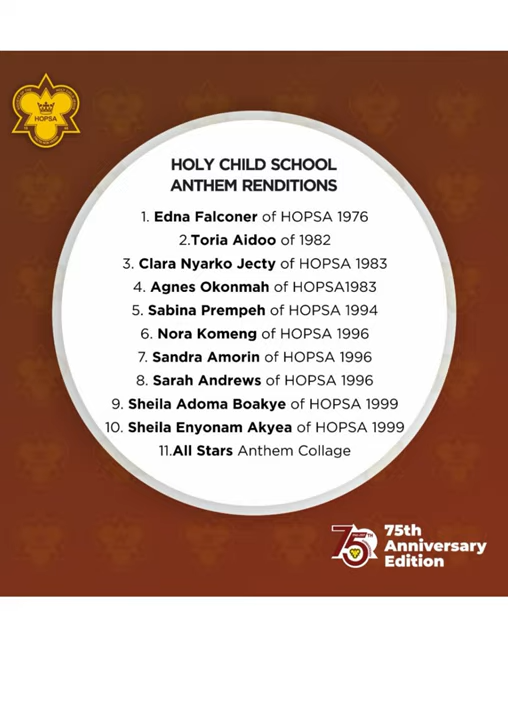 HOPSA
HOLY CHILD SCHOOL
ANTHEM RENDITIONS
1. Edna Falconer of HOPSA 1976
2.Toria Aidoo of 1982
3. Clara Nyarko Jecty of HOPSA 1983
4. Agnes Okonmah of HOPSA1983
5. Sabina Prempeh of HOPSA 1994
6. Nora Komeng of HOPSA 1996
7. Sandra Amorin of HOPSA 1996
8. Sarah Andrews of HOPSA 1996
9. Sheila Adoma Boakye of HOPSA 1999
10. Sheila Enyonam Akyea of HOPSA 1999
11.All Stars Anthem Collage
75TH
75th
Anniversary
Edition